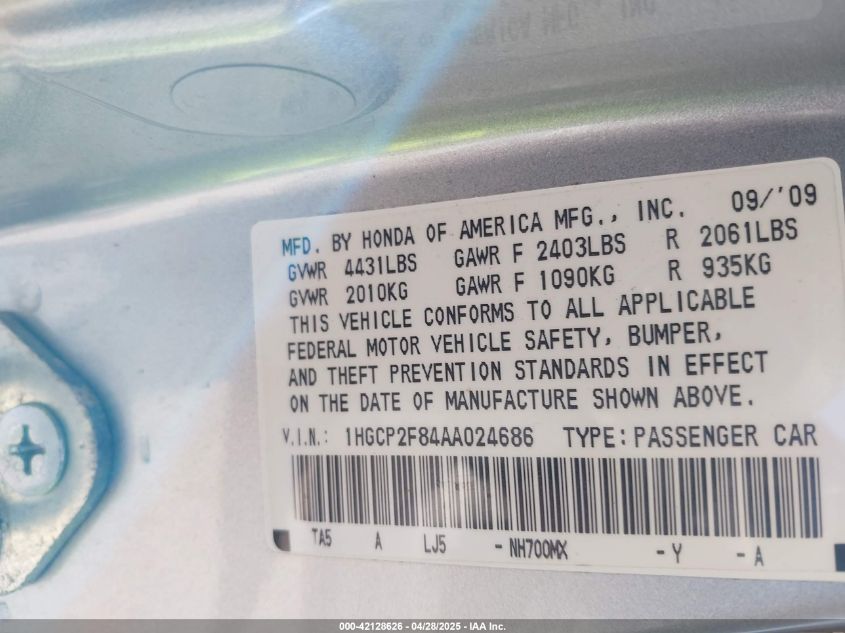 MFD. BY HONDA OF AMERICA MFG., INC. 09/'09
GVWR 4431LBS GAWR F 2403LBS R 2061LBS
GVWR 2010KG GAWR F 1090KG R 935KG
THIS VEHICLE CONFORMS TO ALL APPLICABLE
FEDERAL MOTOR VEHICLE SAFETY, BUMPER,
AND THEFT PREVENTION STANDARDS IN EFFECT
ON THE DATE OF MANUFACTURE SHOWN ABOVE.
V.I.N.: 1HGCP2F84AA024686 TYPE:PASSENGER CAR
TA5 A LJ5 -NH700MX -Y -A
000-42128626 - 04/28/2025 - IAA Inc.